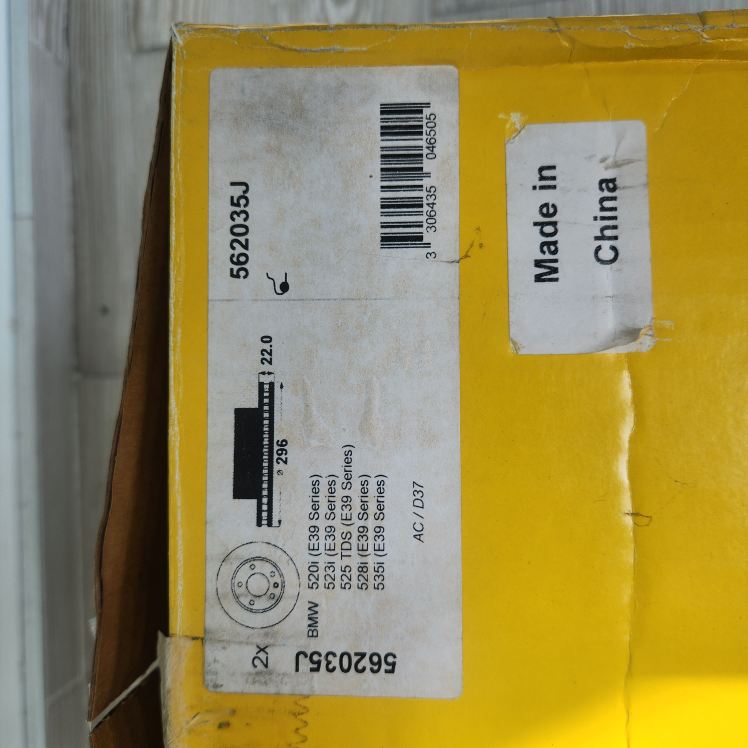 562035J
3 306435 046505
22.0
ø 296
BMW 520i (E39 Series)
523i (E39 Series)
525 TDS (E39 Series)
528i (E39 Series)
535i (E39 Series)
AC / D37
2x
562035J
Made in
China